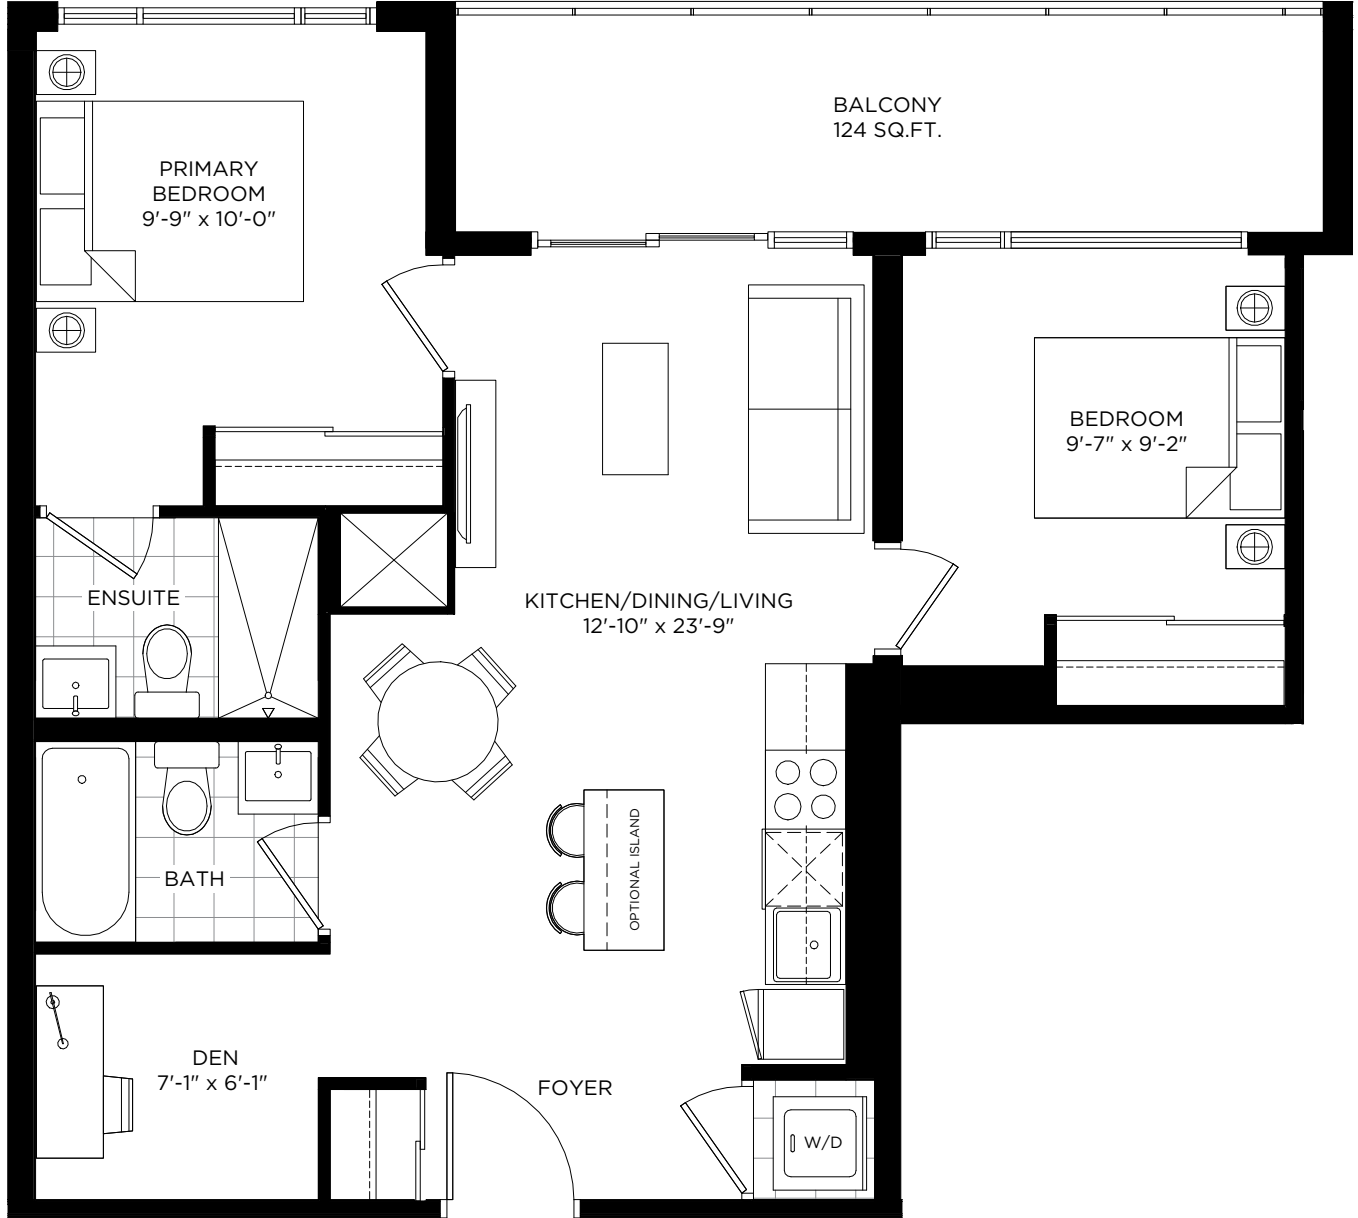 BALCONY
124 SQ.FT.
PRIMARY
BEDROOM
9'-9" x 10'-0"
BEDROOM
9'-7" x 9'-2"
ENSUITE
KITCHEN/DINING/LIVING
12'-10" x 23'-9"
OPTIONAL ISLAND
BATH
DEN
7'-1" x 6'-1"
FOYER
W/D